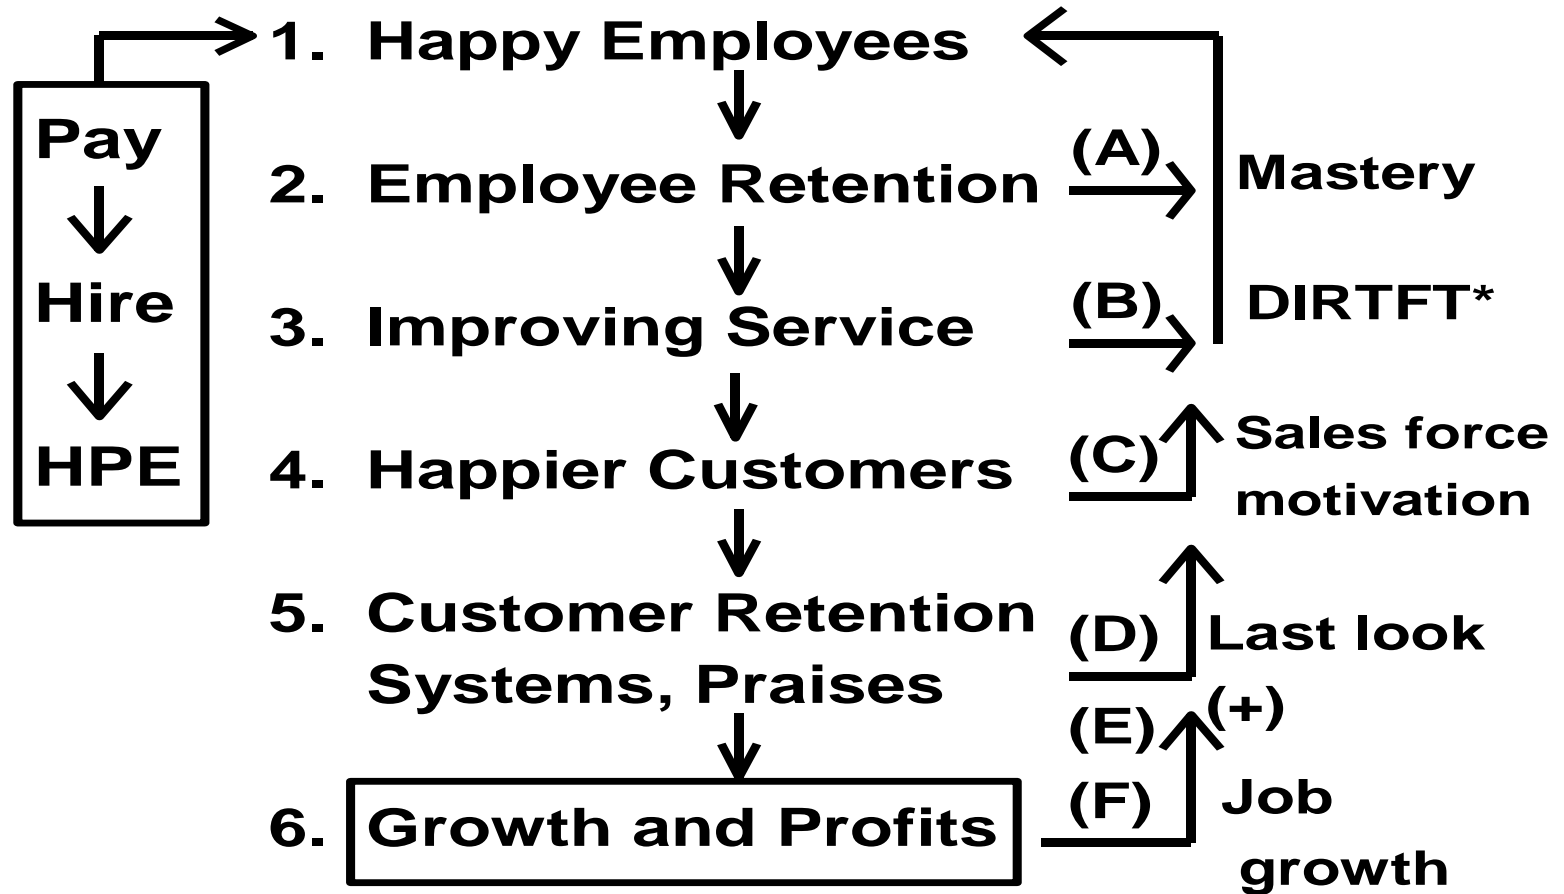 1. Happy Employees
Pay
Hire
HPE
2. Employee Retention
(A)
Mastery
3. Improving Service
(B)
DIRTFT*
4. Happier Customers
(C)
Sales force
motivation
5. Customer Retention
Systems, Praises
(D)
Last look
(E)
(+)
6. Growth and Profits
(F)
Job
growth